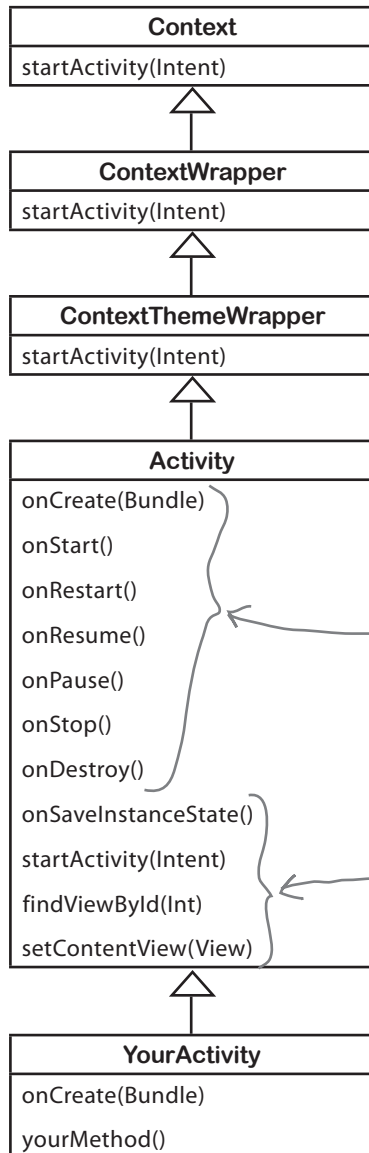 Context
startActivity(Intent)
ContextWrapper
startActivity(Intent)
ContextThemeWrapper
startActivity(Intent)
Activity
onCreate(Bundle)
onStart()
onRestart()
onResume()
onPause()
onStop()
onDestroy()
onSaveInstanceState()
startActivity(Intent)
findViewById(Int)
setContentView(View)
YourActivity
onCreate(Bundle)
yourMethod()